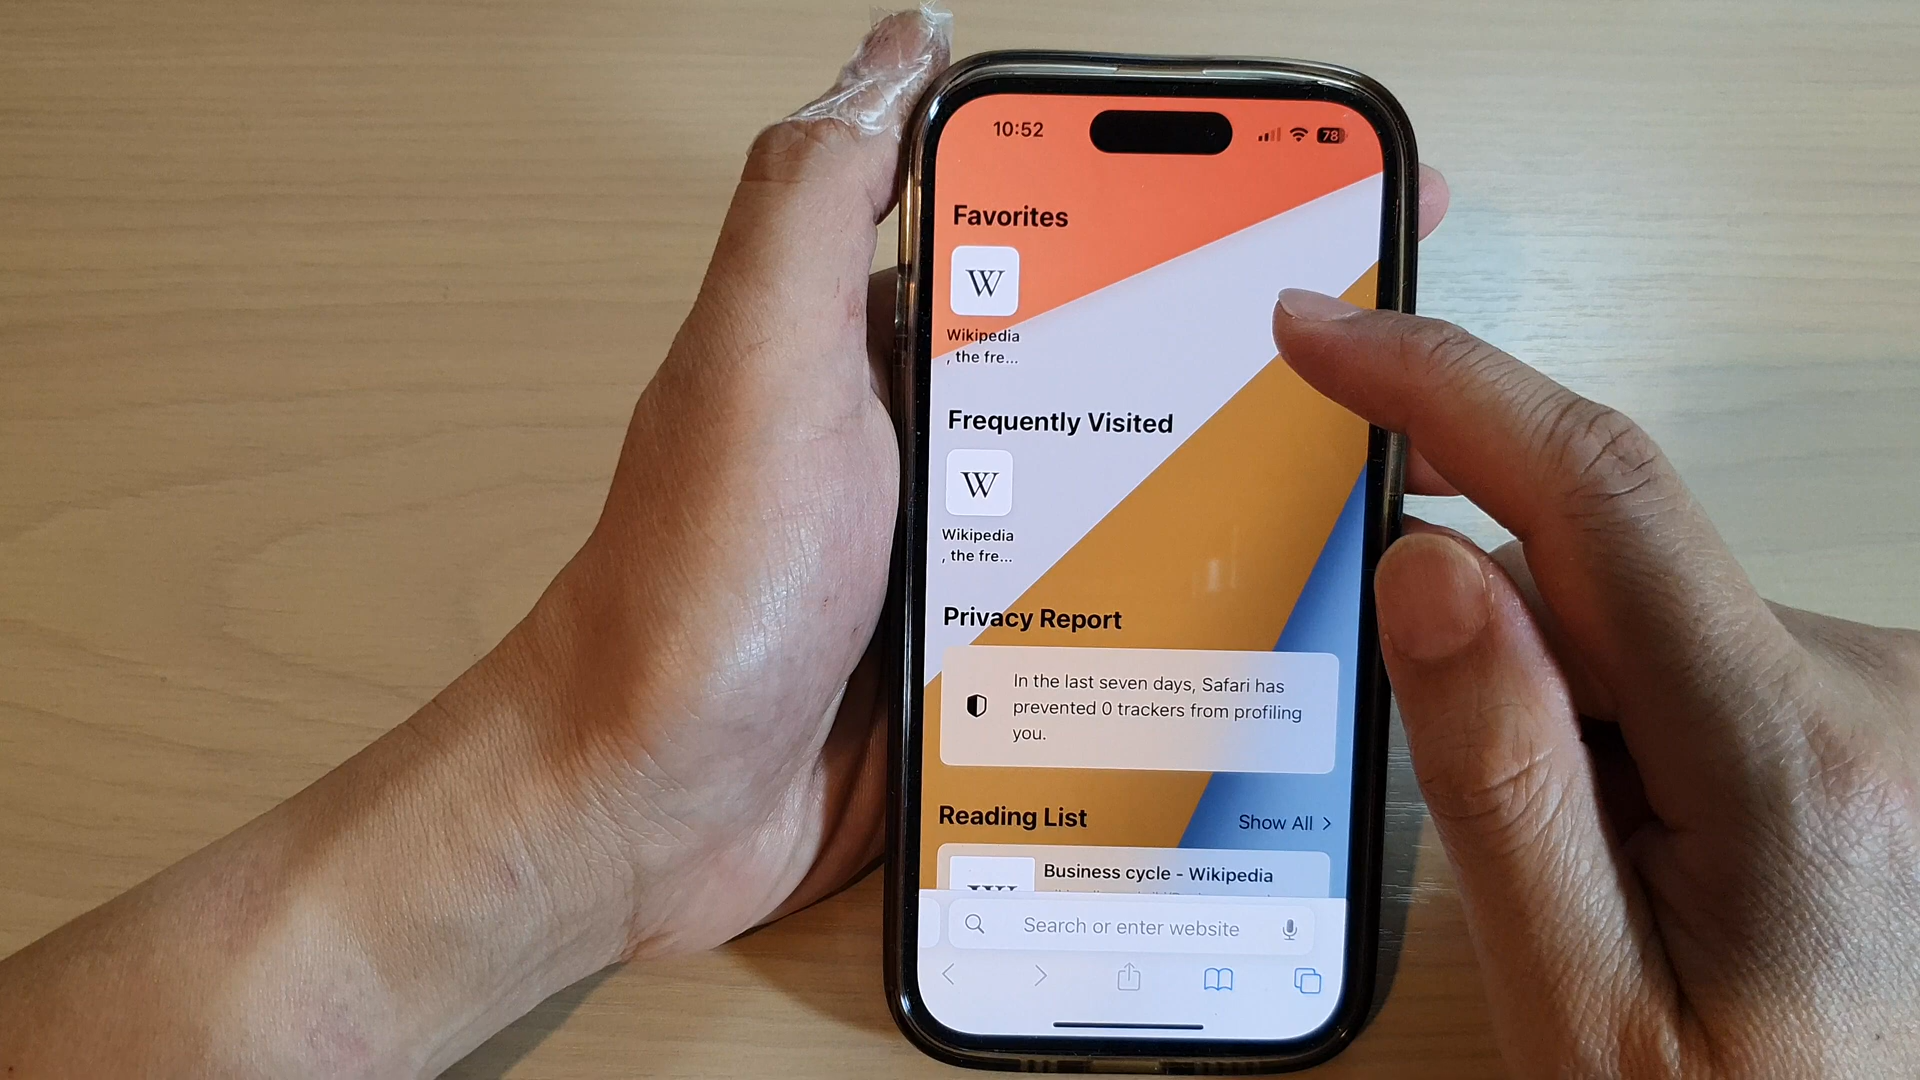 10:52
78
Favorites
W
Wikipedia
, the fre...
Frequently Visited
W
Wikipedia
, the fre...
Privacy Report
In the last seven days, Safari has
prevented 0 trackers from profiling
you.
Reading List
Show All >
Business cycle - Wikipedia
Search or enter website